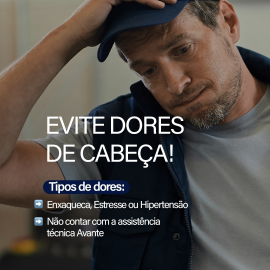 EVITE DORES
DE CABEÇA!
Tipos de dores:
➡ Enxaqueca, Estresse ou Hipertensão
➡ Não contar com a assistência
técnica Avante